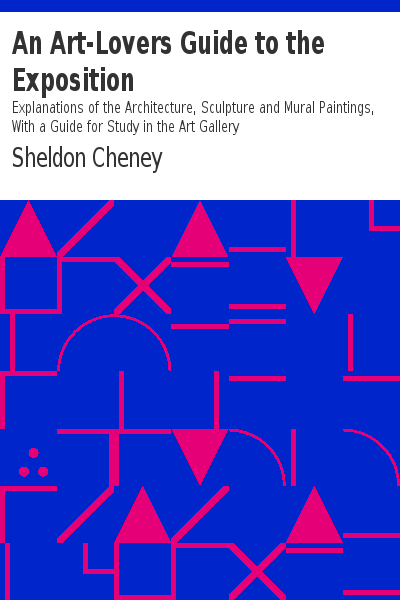 An Art-Lovers Guide to the
Exposition
Explanations of the Architecture, Sculpture and Mural Paintings,
With a Guide for Study in the Art Gallery
Sheldon Cheney